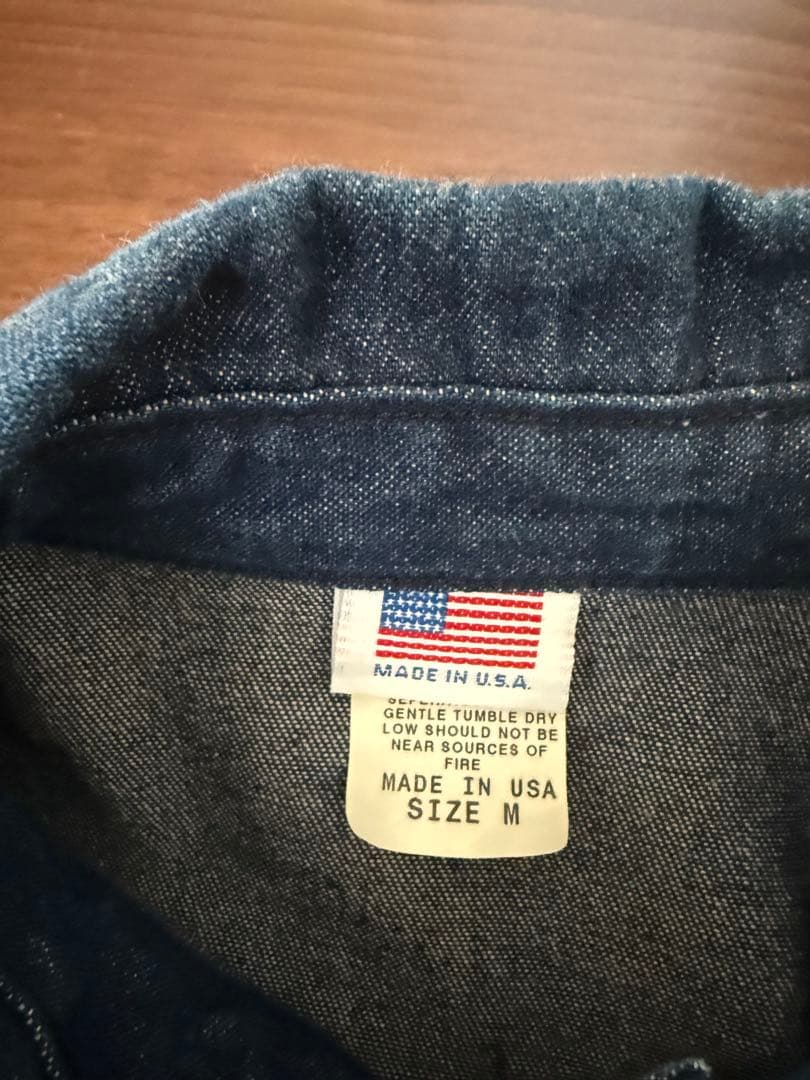 MADE IN U.S.A.
GENTLE TUMBLE DRY
LOW SHOULD NOT BE
NEAR SOURCES OF
FIRE
MADE IN USA
SIZE M